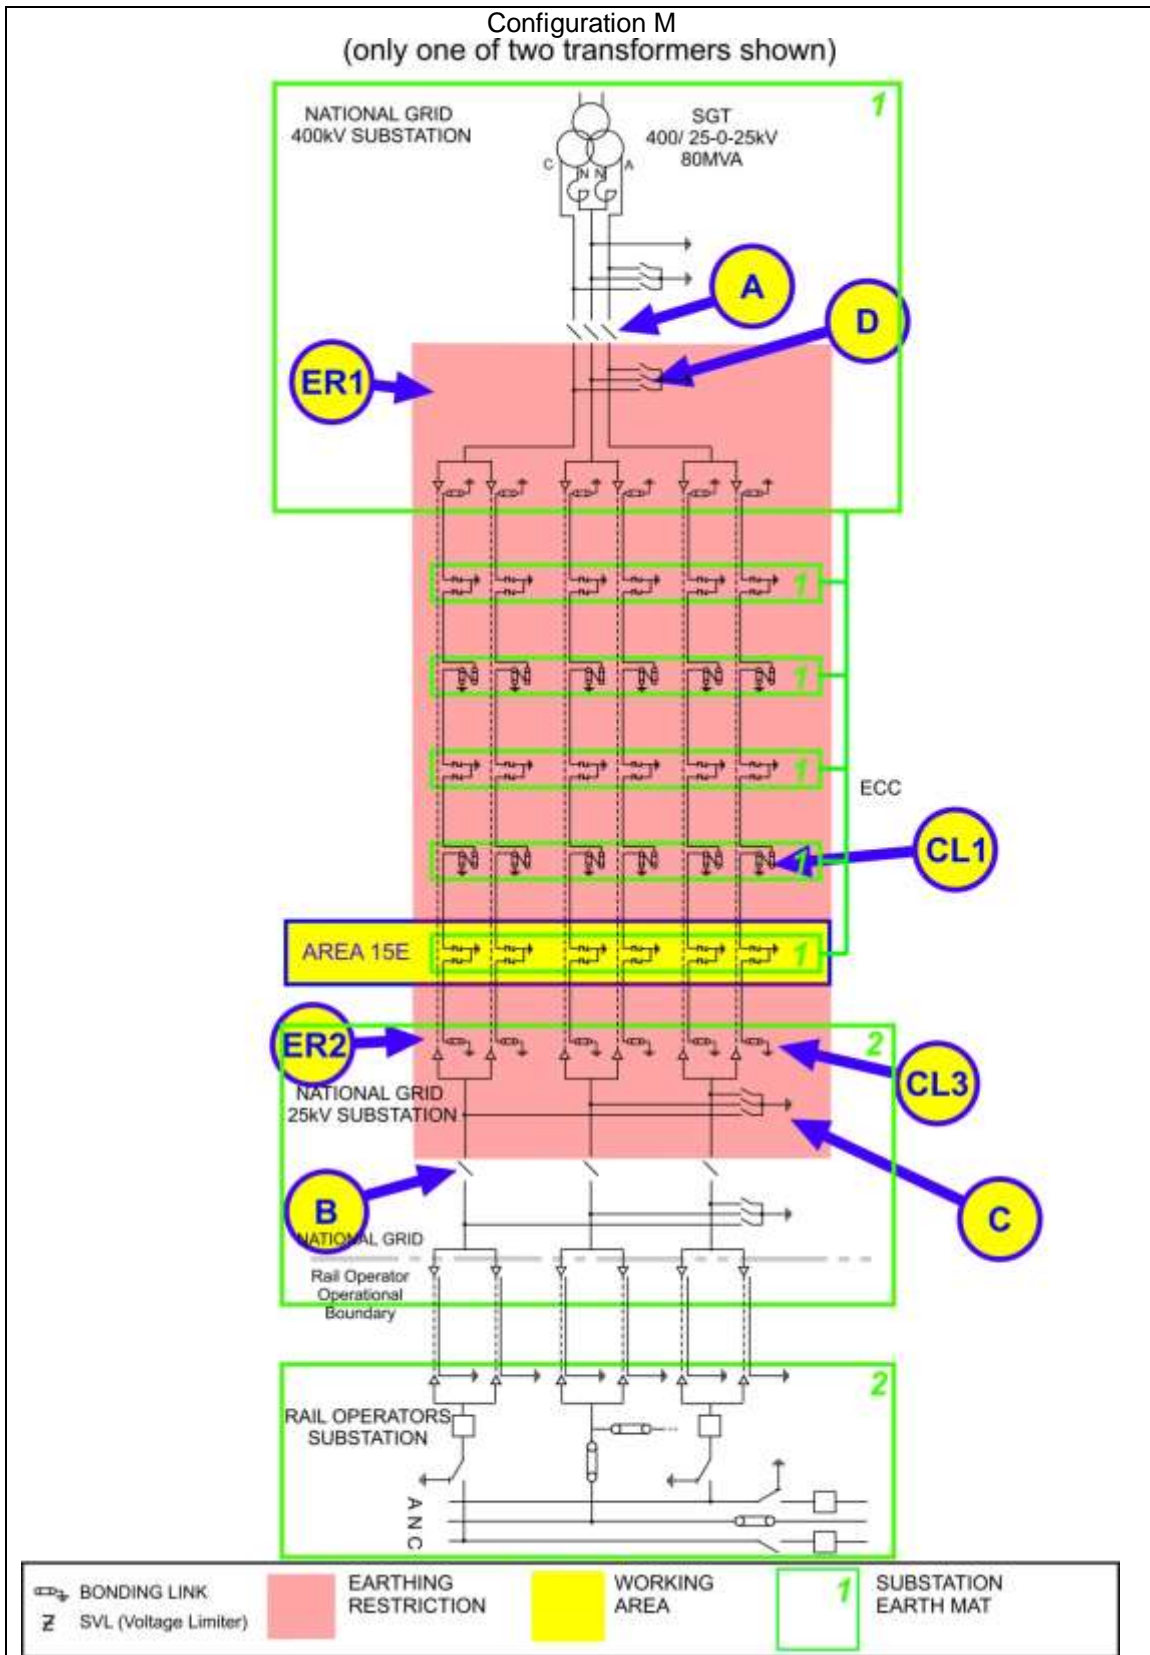 Configuration M
(only one of two transformers shown)
1
NATIONAL GRID
400kV SUBSTATION
SGT
400/ 25-0-25kV
80MVA
C
N N
A
A
D
ER1
1
1
1
ECC
CL1
1
AREA 15E
1
ER2
2
CL3
NATIONAL GRID
25kV SUBSTATION
B
C
NATIONAL GRID
Rail Operator
Operational
Boundary
2
RAIL OPERATORS
SUBSTATION
A
N
C
BONDING LINK
SVL (Voltage Limiter)
EARTHING
RESTRICTION
WORKING
AREA
1
SUBSTATION
EARTH MAT